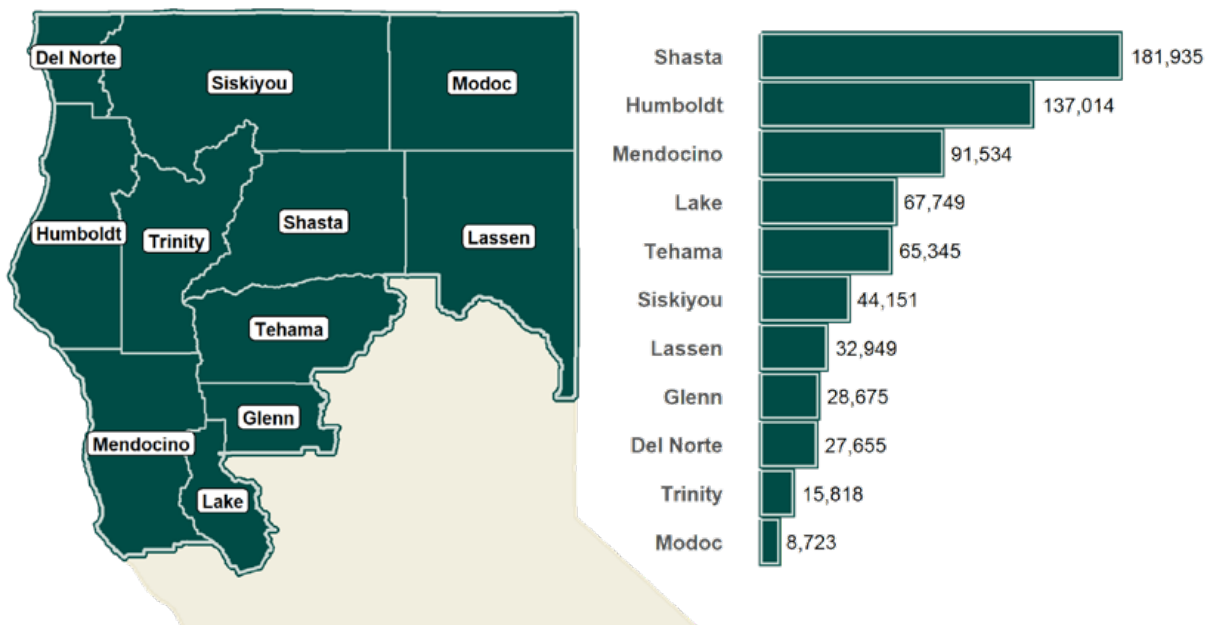 Del Norte
Siskiyou
Modoc
Humboldt
Trinity
Shasta
Lassen
Tehama
Glenn
Mendocino
Lake
Shasta 181,935
Humboldt 137,014
Mendocino 91,534
Lake 67,749
Tehama 65,345
Siskiyou 44,151
Lassen 32,949
Glenn 28,675
Del Norte 27,655
Trinity 15,818
Modoc 8,723